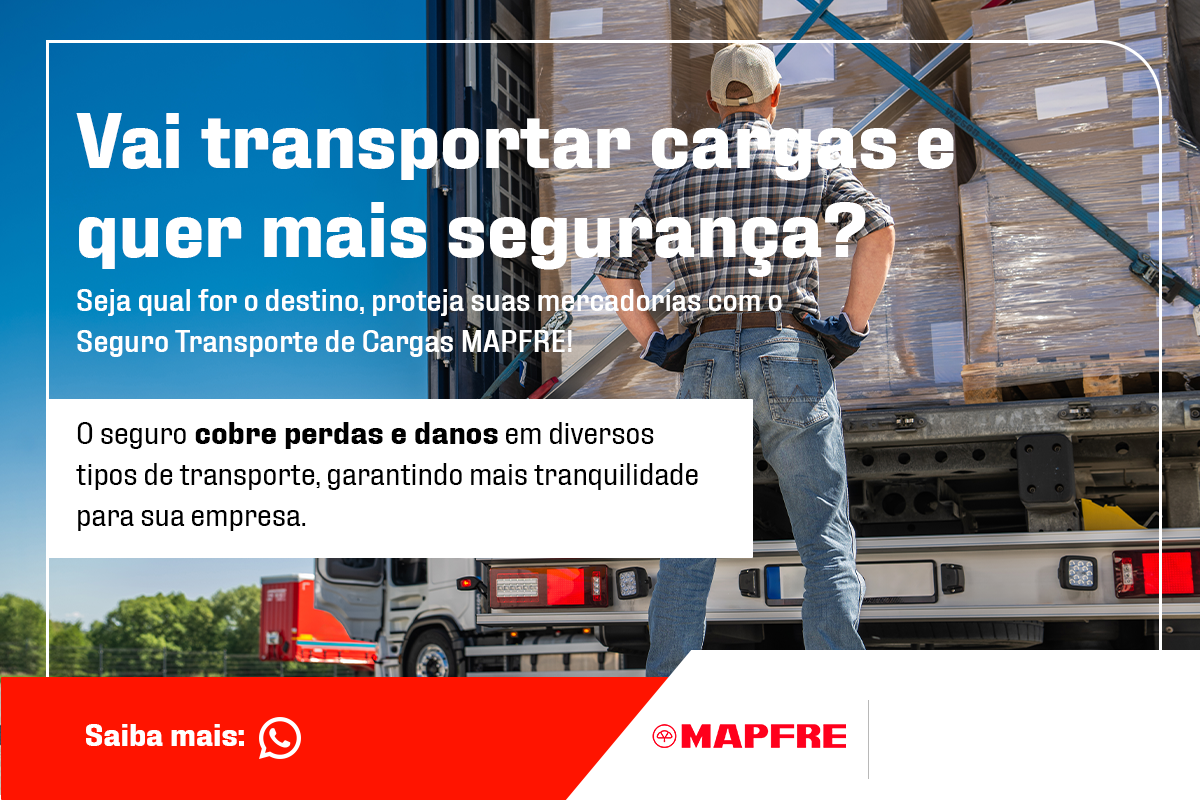 Vai transportar cargas e
quer mais segurança?
Seja qual for o destino, proteja suas mercadorias com o
Seguro Transporte de Cargas MAPFRE!
O seguro cobre perdas e danos em diversos
tipos de transporte, garantindo mais tranquilidade
para sua empresa.
Saiba mais:
MAPFRE